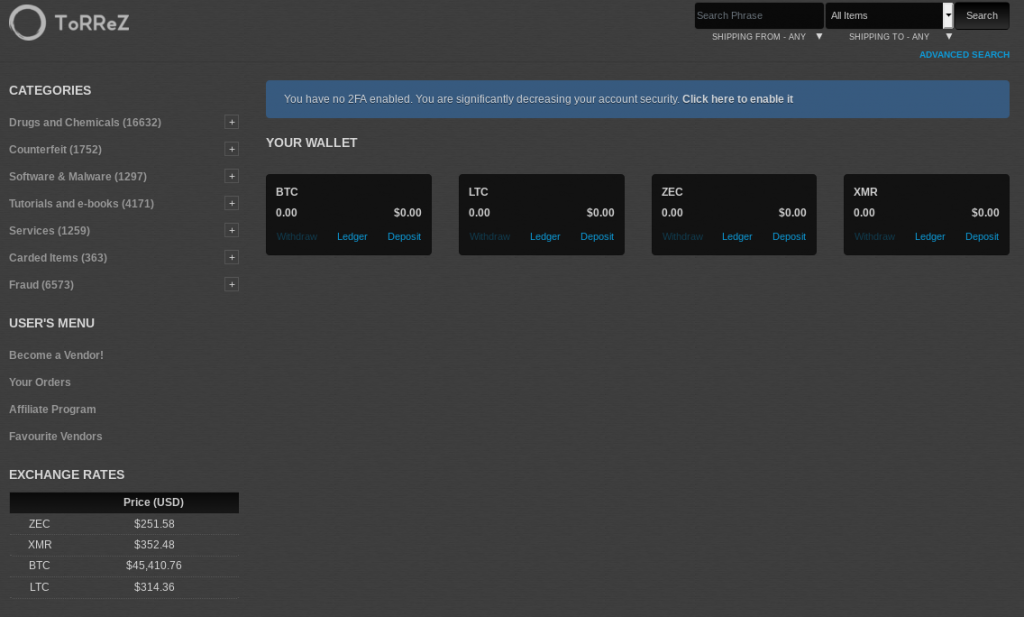 ToRReZ
Search Phrase All Items Search
SHIPPING FROM - ANY ▼ SHIPPING TO - ANY ▼
ADVANCED SEARCH
CATEGORIES
Drugs and Chemicals (16632) +
Counterfeit (1752) +
Software & Malware (1297) +
Tutorials and e-books (4171) +
Services (1259) +
Carded Items (363) +
Fraud (6573) +
USER'S MENU
Become a Vendor!
Your Orders
Affiliate Program
Favourite Vendors
EXCHANGE RATES
Price (USD)
ZEC $251.58
XMR $352.48
BTC $45,410.76
LTC $314.36
You have no 2FA enabled. You are significantly decreasing your account security. Click here to enable it
YOUR WALLET
BTC
0.00 $0.00
Withdraw Ledger Deposit
LTC
0.00 $0.00
Withdraw Ledger Deposit
ZEC
0.00 $0.00
Withdraw Ledger Deposit
XMR
0.00 $0.00
Withdraw Ledger Deposit